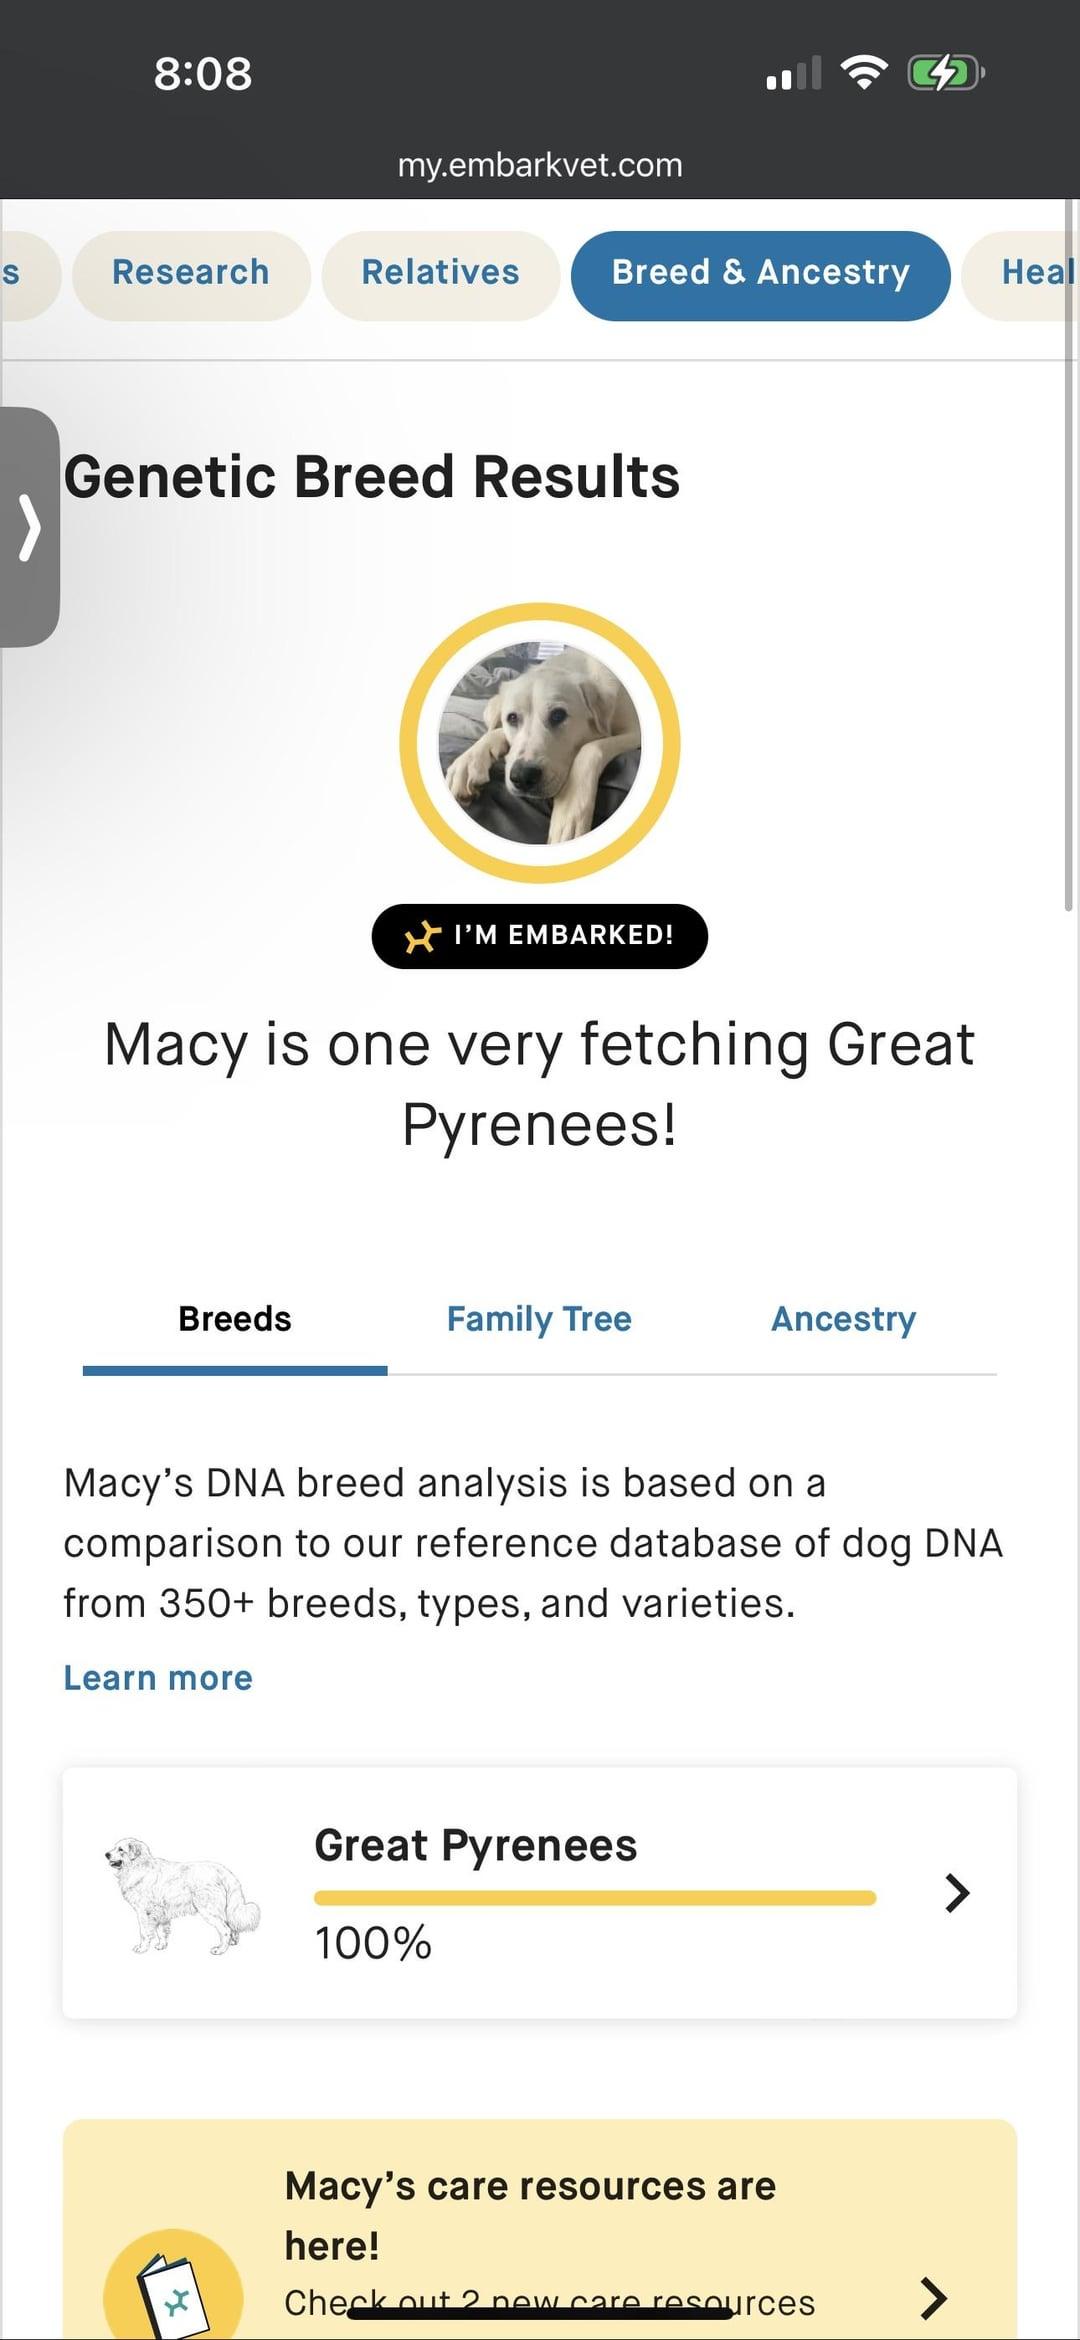 8:08
my.embarkvet.com
s Research Relatives Breed & Ancestry Heal
Genetic Breed Results
I'M EMBARKED!
Macy is one very fetching Great
Pyrenees!
Breeds Family Tree Ancestry
Macy's DNA breed analysis is based on a
comparison to our reference database of dog DNA
from 350+ breeds, types, and varieties.
Learn more
Great Pyrenees
100%
Macy's care resources are
here!
Check out 2 new care resources